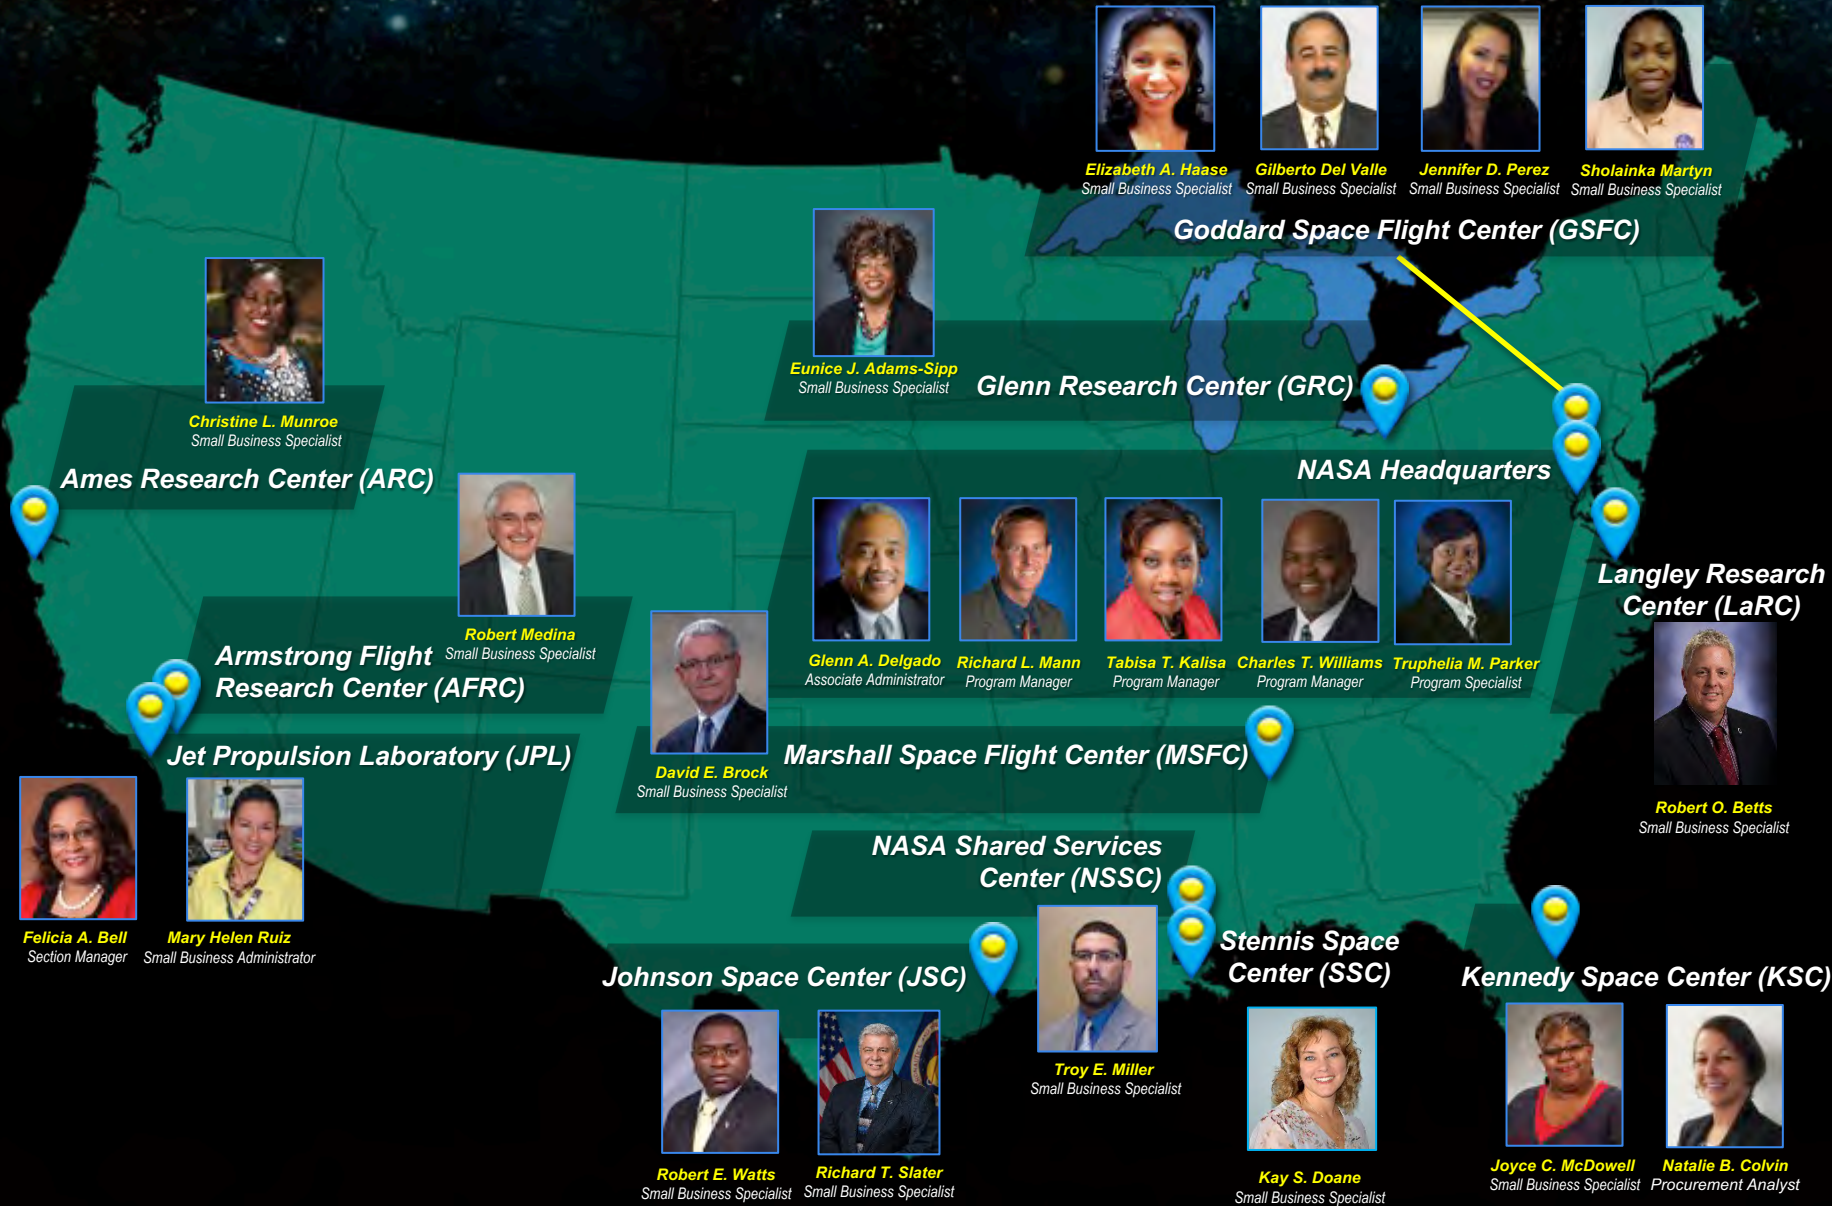 Elizabeth A. Haase
Small Business Specialist
Gilberto Del Valle
Small Business Specialist
Jennifer D. Perez
Small Business Specialist
Sholainka Martyn
Small Business Specialist
Goddard Space Flight Center (GSFC)
Eunice J. Adams-Sipp
Small Business Specialist
Glenn Research Center (GRC)
Christine L. Munroe
Small Business Specialist
Ames Research Center (ARC)
NASA Headquarters
Glenn A. Delgado
Associate Administrator
Richard L. Mann
Program Manager
Tabisa T. Kalisa
Program Manager
Charles T. Williams
Program Manager
Truphelia M. Parker
Program Specialist
Langley Research
Center (LaRC)
Robert O. Betts
Small Business Specialist
Robert Medina
Small Business Specialist
Armstrong Flight
Research Center (AFRC)
Jet Propulsion Laboratory (JPL)
Felicia A. Bell
Section Manager
Mary Helen Ruiz
Small Business Administrator
David E. Brock
Small Business Specialist
Marshall Space Flight Center (MSFC)
NASA Shared Services
Center (NSSC)
Troy E. Miller
Small Business Specialist
Stennis Space
Center (SSC)
Kay S. Doane
Small Business Specialist
Johnson Space Center (JSC)
Robert E. Watts
Small Business Specialist
Richard T. Slater
Small Business Specialist
Kennedy Space Center (KSC)
Joyce C. McDowell
Small Business Specialist
Natalie B. Colvin
Procurement Analyst